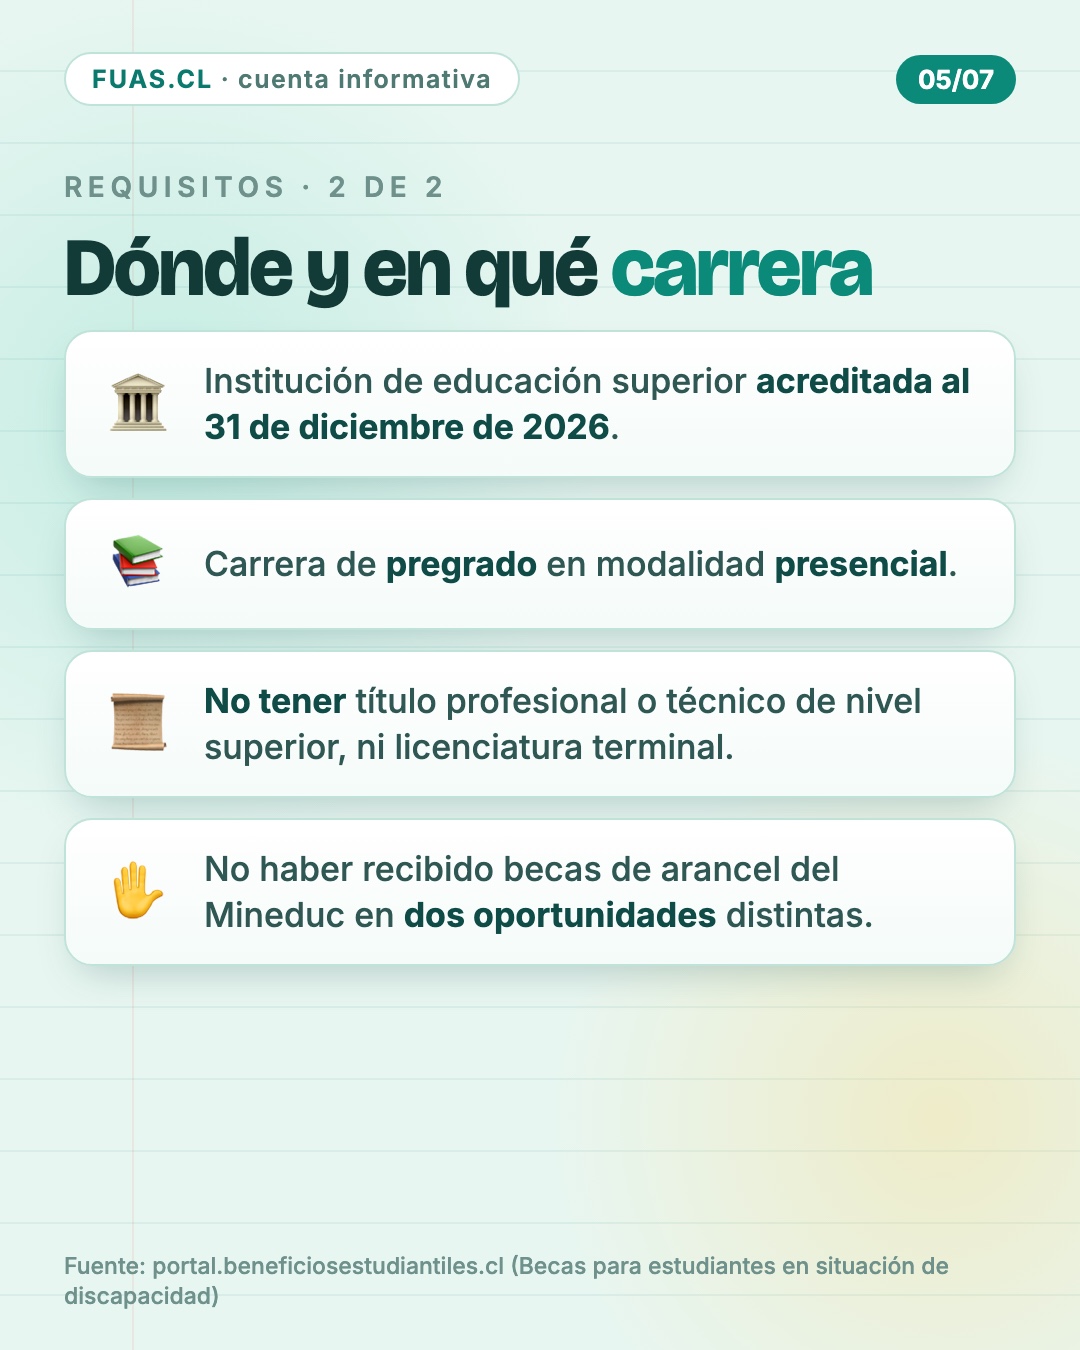 FUAS.CL · cuenta informativa
05/07
REQUISITOS · 2 DE 2
Dónde y en qué carrera
Institución de educación superior acreditada al
31 de diciembre de 2026.
Carrera de pregrado en modalidad presencial.
No tener título profesional o técnico de nivel
superior, ni licenciatura terminal.
No haber recibido becas de arancel del
Mineduc en dos oportunidades distintas.
Fuente: portal.beneficiosestudiantiles.cl (Becas para estudiantes en situación de
discapacidad)